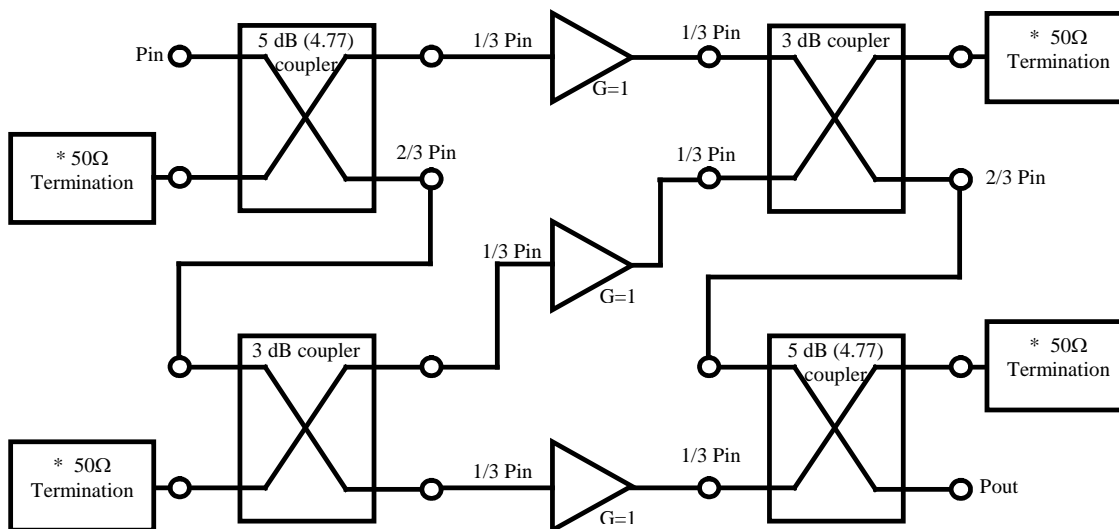 Pin
5 dB (4.77)
coupler
1/3 Pin
G=1
1/3 Pin
3 dB coupler
* 50Ω
Termination
* 50Ω
Termination
2/3 Pin
1/3 Pin
2/3 Pin
1/3 Pin
G=1
3 dB coupler
5 dB (4.77)
coupler
* 50Ω
Termination
* 50Ω
Termination
1/3 Pin
G=1
1/3 Pin
Pout